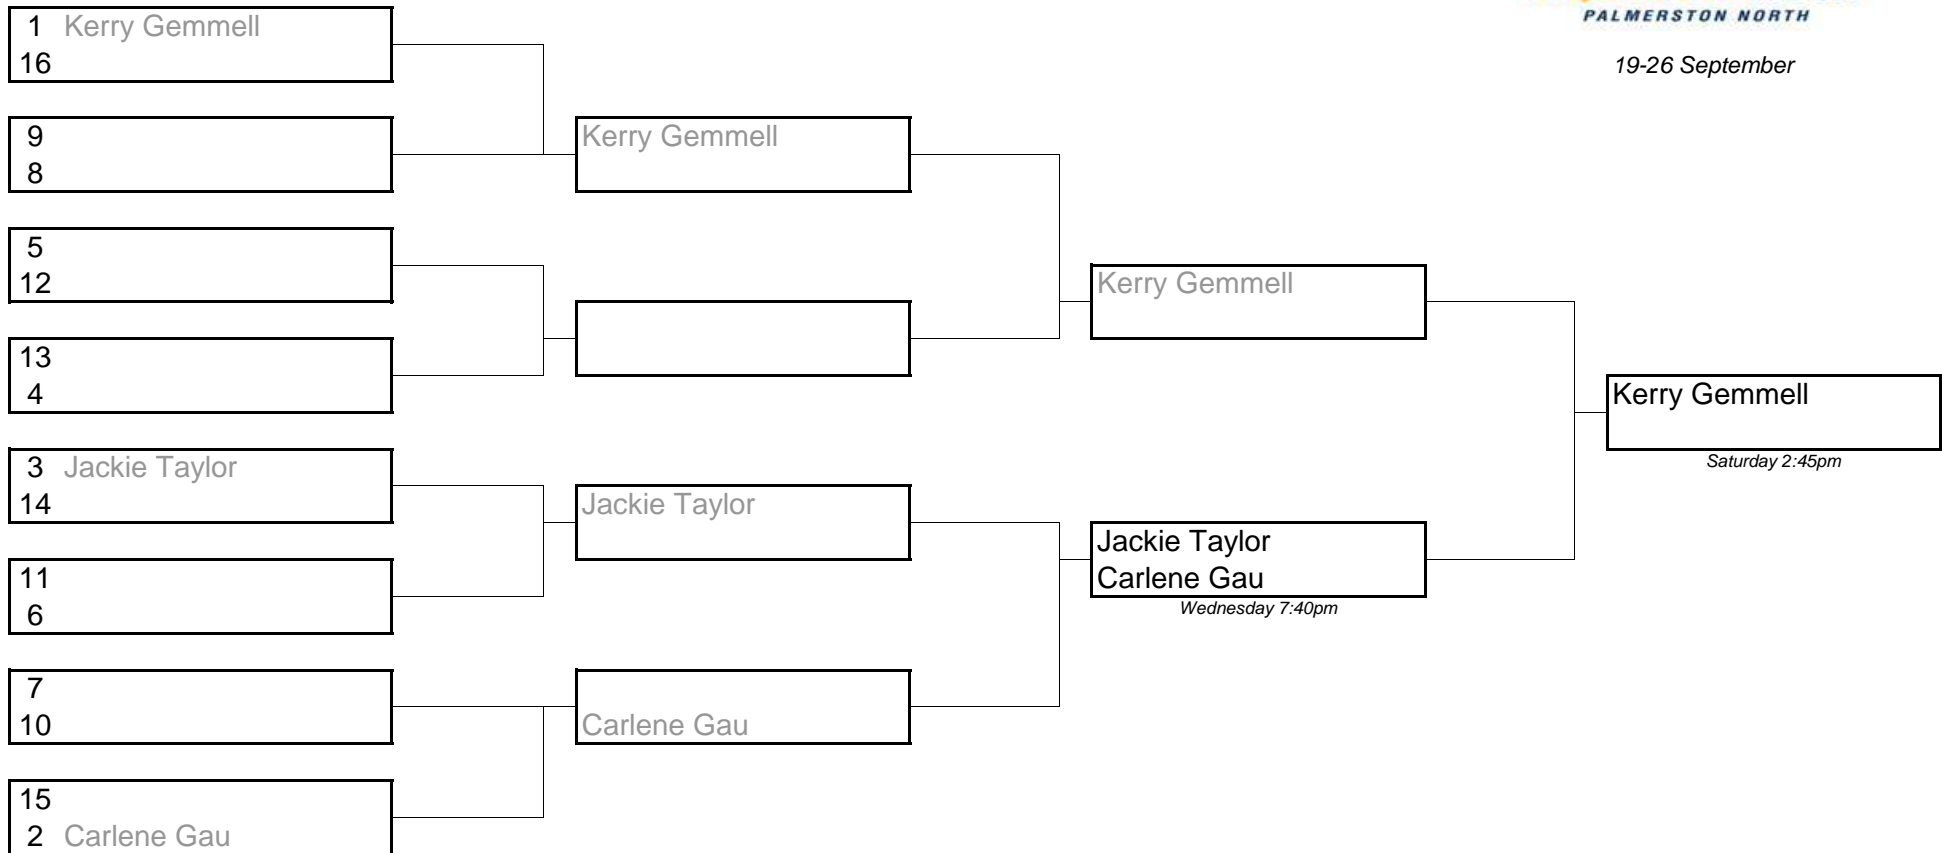 PALMERSTON NORTH
19-26 September
1 Kerry Gemmell
16
9
8
5
12
13
4
3 Jackie Taylor
14
11
6
7
10
15
2 Carlene Gau
Kerry Gemmell
Jackie Taylor
Carlene Gau
Kerry Gemmell
Jackie Taylor
Carlene Gau
Wednesday 7:40pm
Kerry Gemmell
Saturday 2:45pm